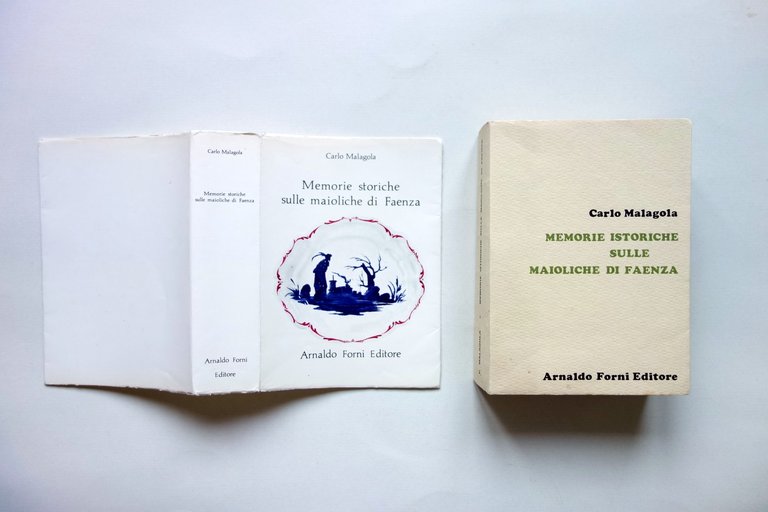 Carlo Malagola
Memorie storiche
sulle maioliche di Faenza
Arnaldo Forni
Editore
Carlo Malagola
Memorie storiche
sulle maioliche di Faenza
Arnaldo Forni Editore
Carlo Malagola
MEMORIE ISTORICHE
SULLE
MAIOLICHE DI FAENZA
Arnaldo Forni Editore